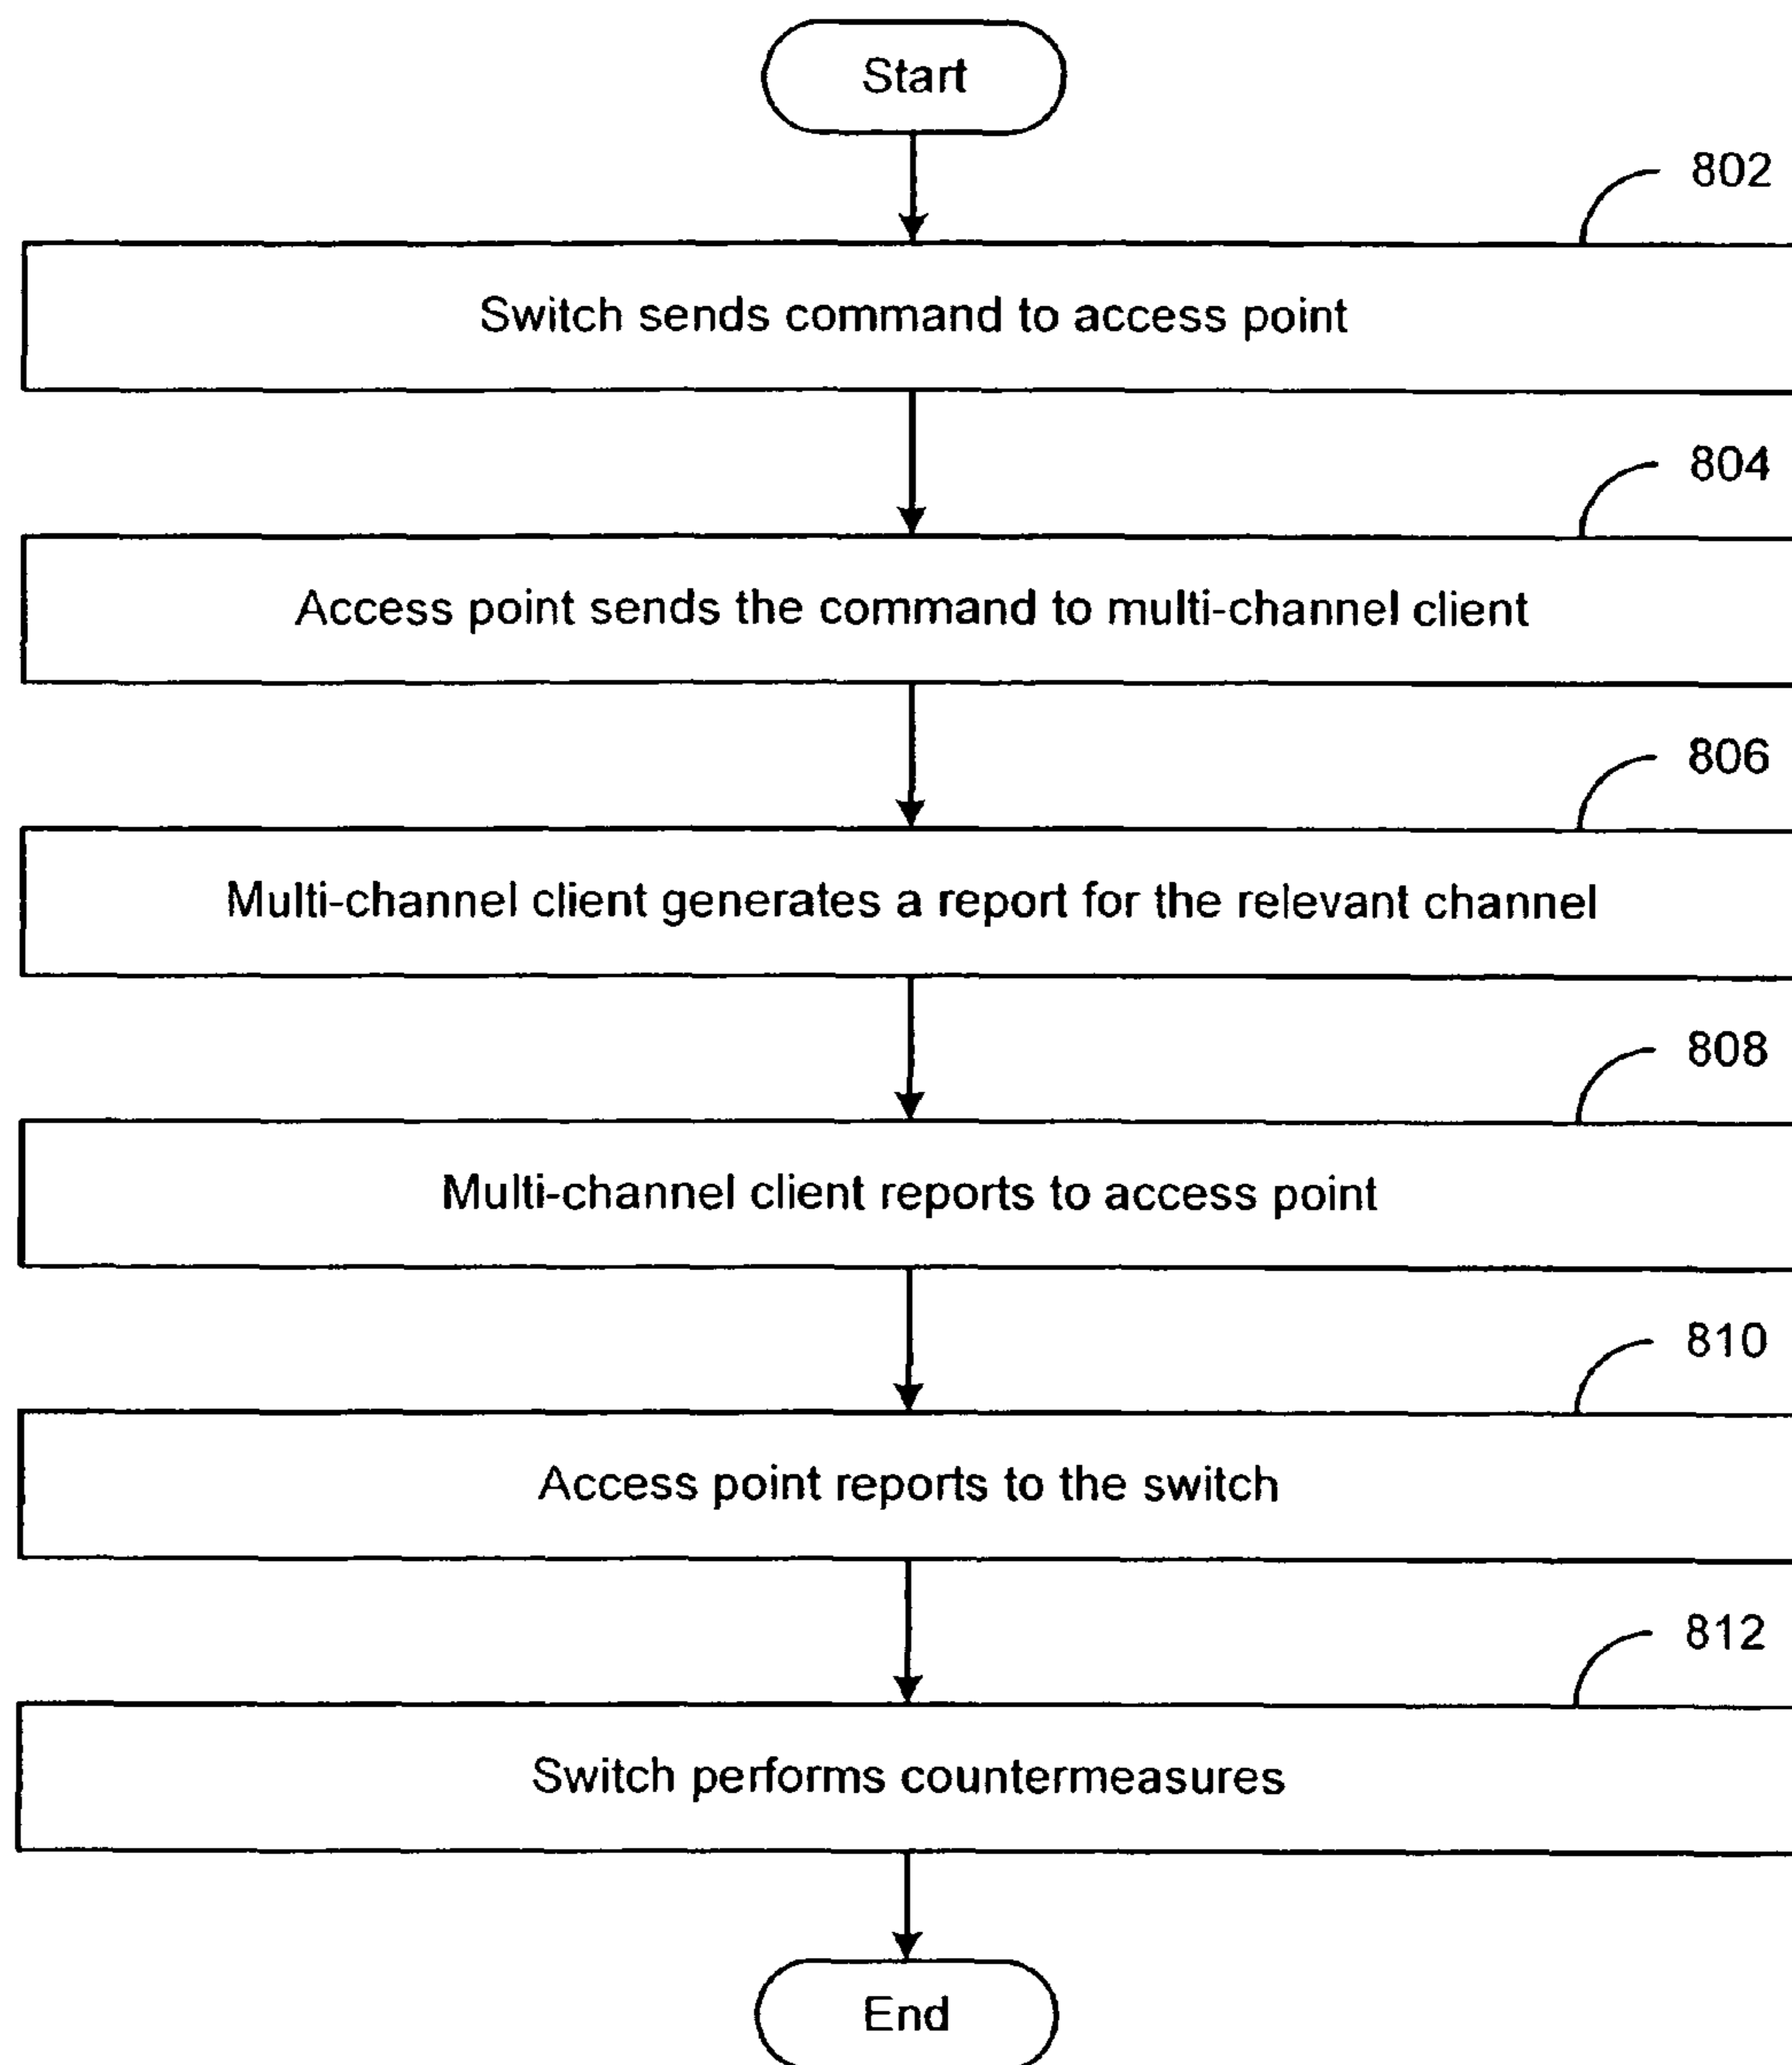 Start
802
Switch sends command to access point
804
Access point sends the command to multi-channel client
806
Multi-channel client generates a report for the relevant channel
808
Multi-channel client reports to access point
810
Access point reports to the switch
812
Switch performs countermeasures
End